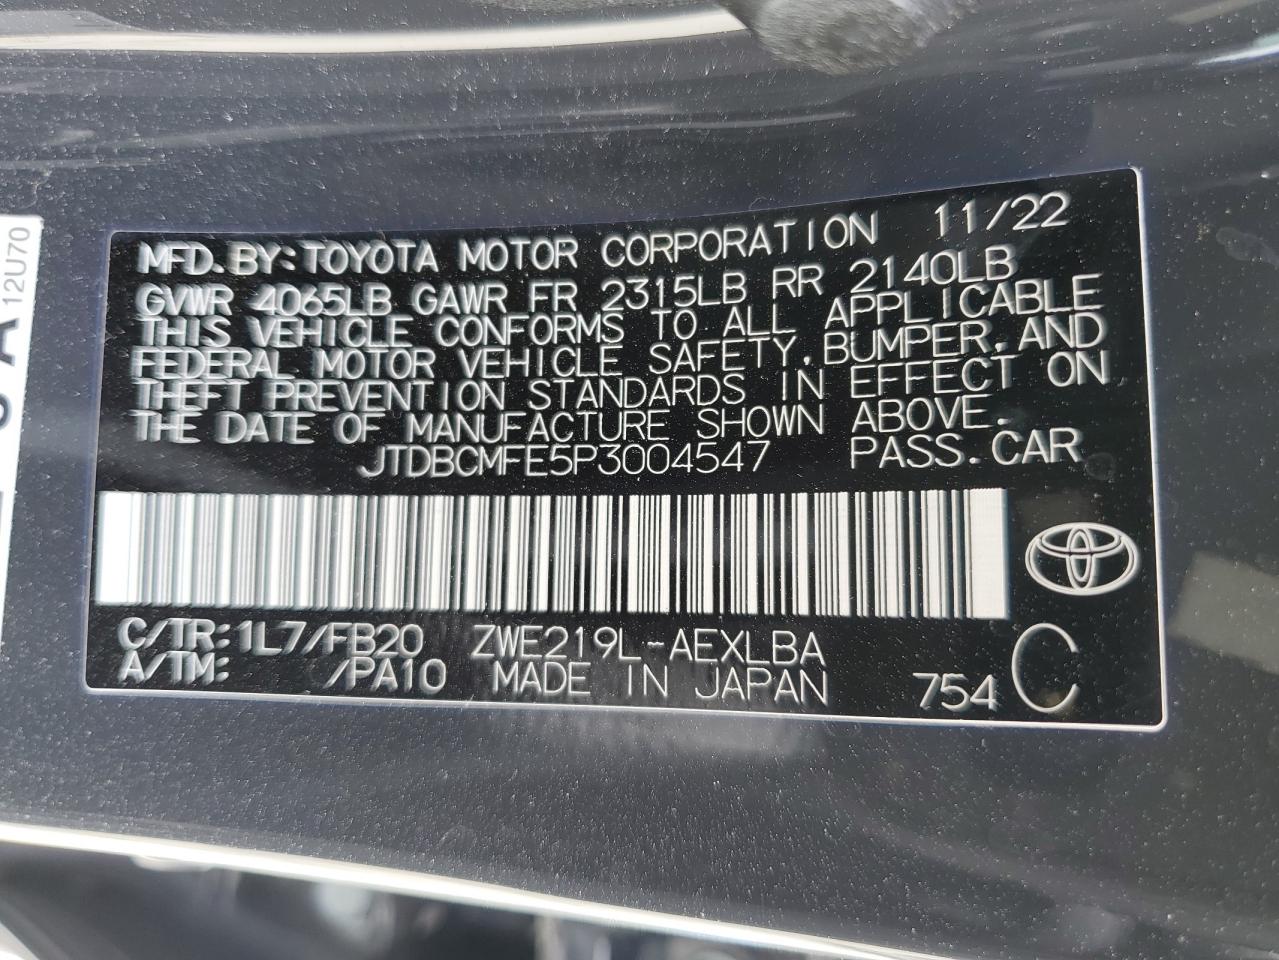 MFD. BY: TOYOTA MOTOR CORPORATION 11/22
GVWR 4065LB GAWR FR 2315LB RR 2140LB
THIS VEHICLE CONFORMS TO ALL APPLICABLE
FEDERAL MOTOR VEHICLE SAFETY, BUMPER, AND
THEFT PREVENTION STANDARDS IN EFFECT ON
THE DATE OF MANUFACTURE SHOWN ABOVE.
JTDBCMFE5P3004547 PASS. CAR
C/TR: 1L7/FB20 ZWE219L-AEXLBA
A/TM: /PA10 MADE IN JAPAN 754 C
12U70